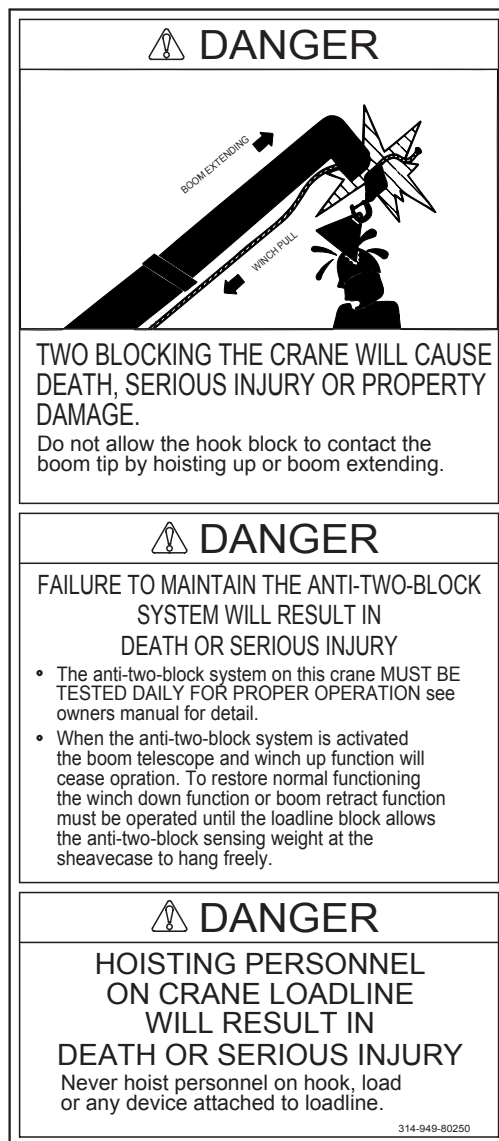 DANGER
BOOM EXTENDING
WINCH PULL
TWO BLOCKING THE CRANE WILL CAUSE
DEATH, SERIOUS INJURY OR PROPERTY
DAMAGE.
Do not allow the hook block to contact the
boom tip by hoisting up or boom extending.
DANGER
FAILURE TO MAINTAIN THE ANTI-TWO-BLOCK
SYSTEM WILL RESULT IN
DEATH OR SERIOUS INJURY
• The anti-two-block system on this crane MUST BE
TESTED DAILY FOR PROPER OPERATION see
owners manual for detail.
• When the anti-two-block system is activated
the boom telescope and winch up function will
cease opration. To restore normal functioning
the winch down function or boom retract function
must be operated until the loadline block allows
the anti-two-block sensing weight at the
sheavecase to hang freely.
DANGER
HOISTING PERSONNEL
ON CRANE LOADLINE
WILL RESULT IN
DEATH OR SERIOUS INJURY
Never hoist personnel on hook, load
or any device attached to loadline.
314-949-80250